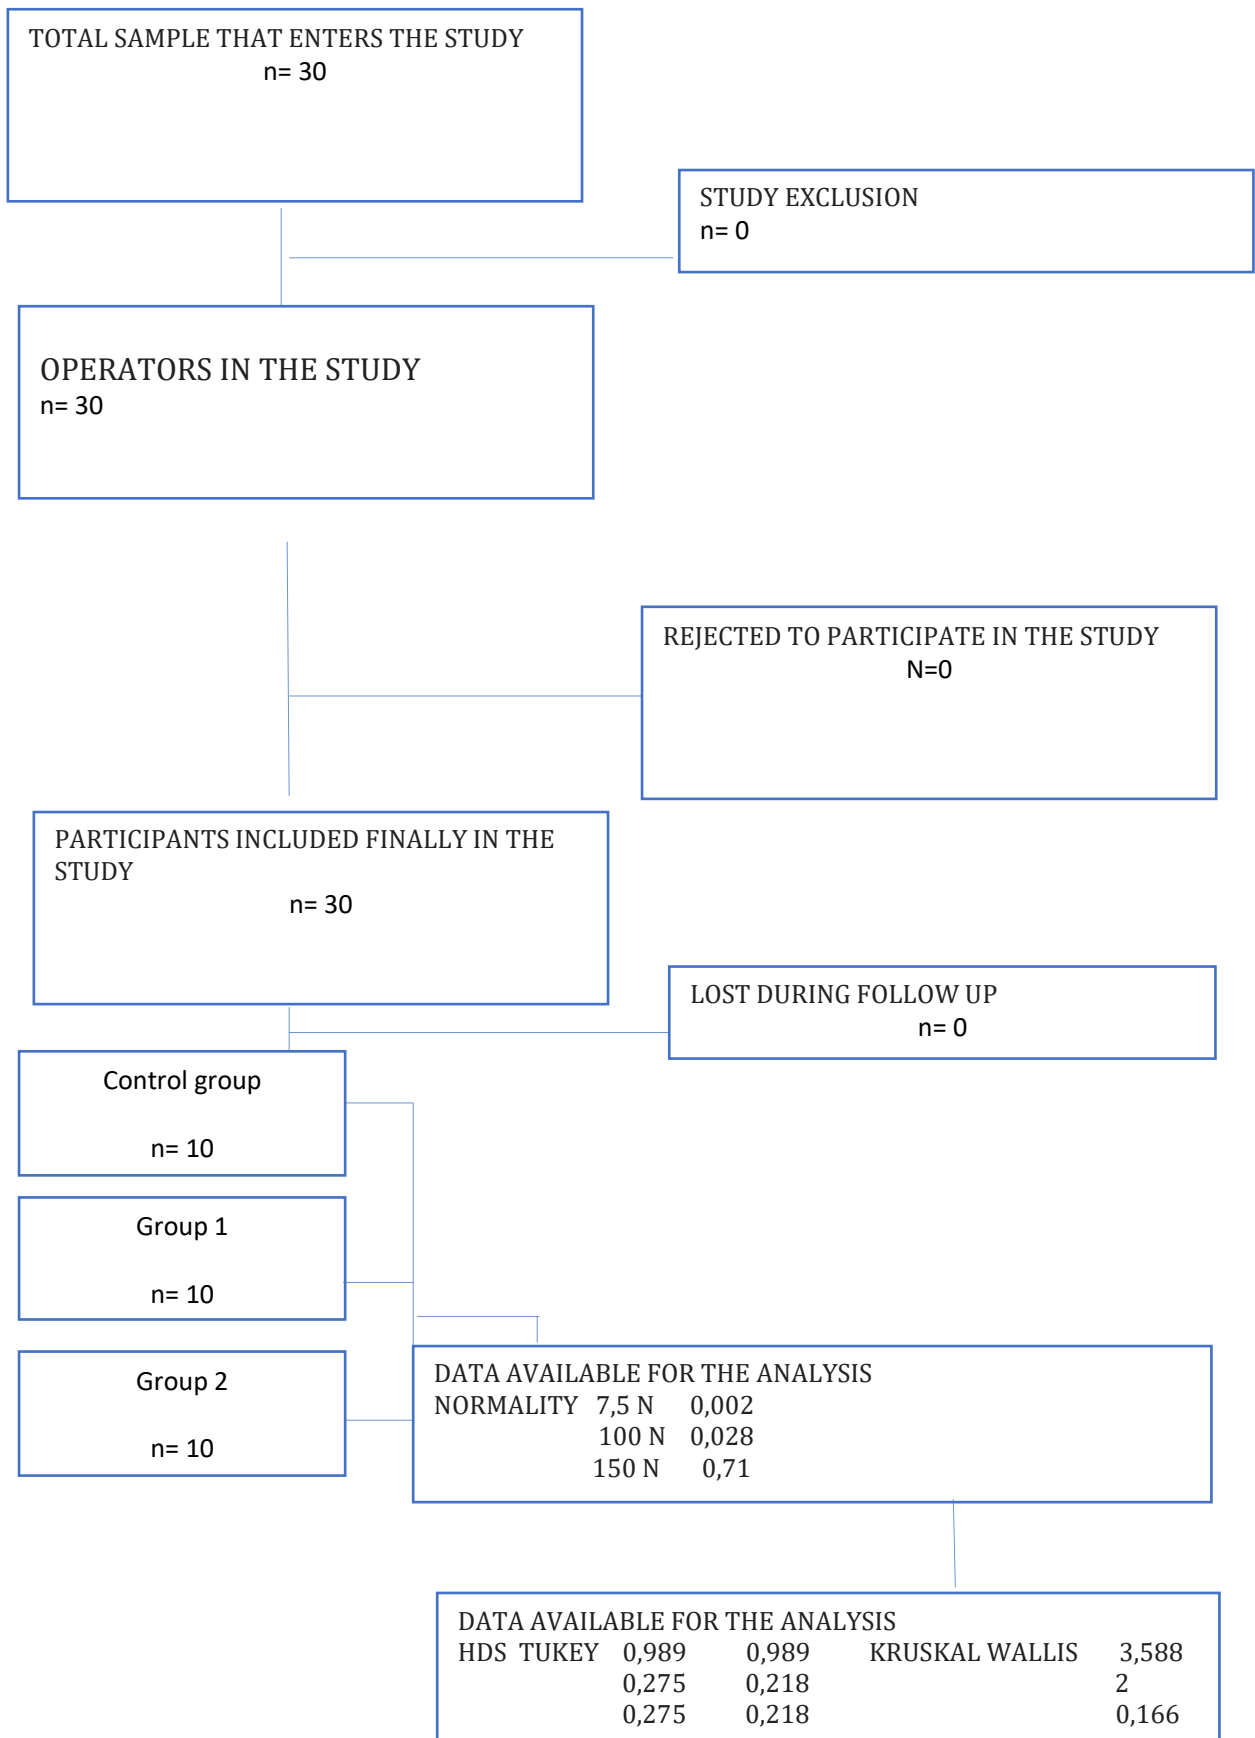 TOTAL SAMPLE THAT ENTERS THE STUDY
n= 30
STUDY EXCLUSION
n= 0
OPERATORS IN THE STUDY
n= 30
REJECTED TO PARTICIPATE IN THE STUDY
N=0
PARTICIPANTS INCLUDED FINALLY IN THE
STUDY
n= 30
LOST DURING FOLLOW UP
n= 0
Control group
n= 10
Group 1
n= 10
Group 2
n= 10
DATA AVAILABLE FOR THE ANALYSIS
NORMALITY 7,5 N 0,002
100 N 0,028
150 N 0,71
DATA AVAILABLE FOR THE ANALYSIS
HDS TUKEY 0,989 0,989 KRUSKAL WALLIS 3,588
0,275 0,218 2
0,275 0,218 0,166